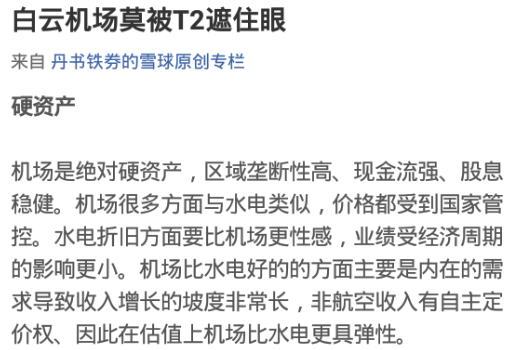 白云机场莫被T2遮住眼
来自 丹书铁券的雪球原创专栏
硬资产
机场是绝对硬资产，区域垄断性高、现金流强、股息
稳健。机场很多方面与水电类似，价格都受到国家管
控。水电折旧方面要比机场更性感，业绩受经济周期
的影响更小。机场比水电好的的方面主要是内在的需
求导致收入增长的坡度非常长，非航空收入有自主定
价权、因此在估值上机场比水电更具弹性。